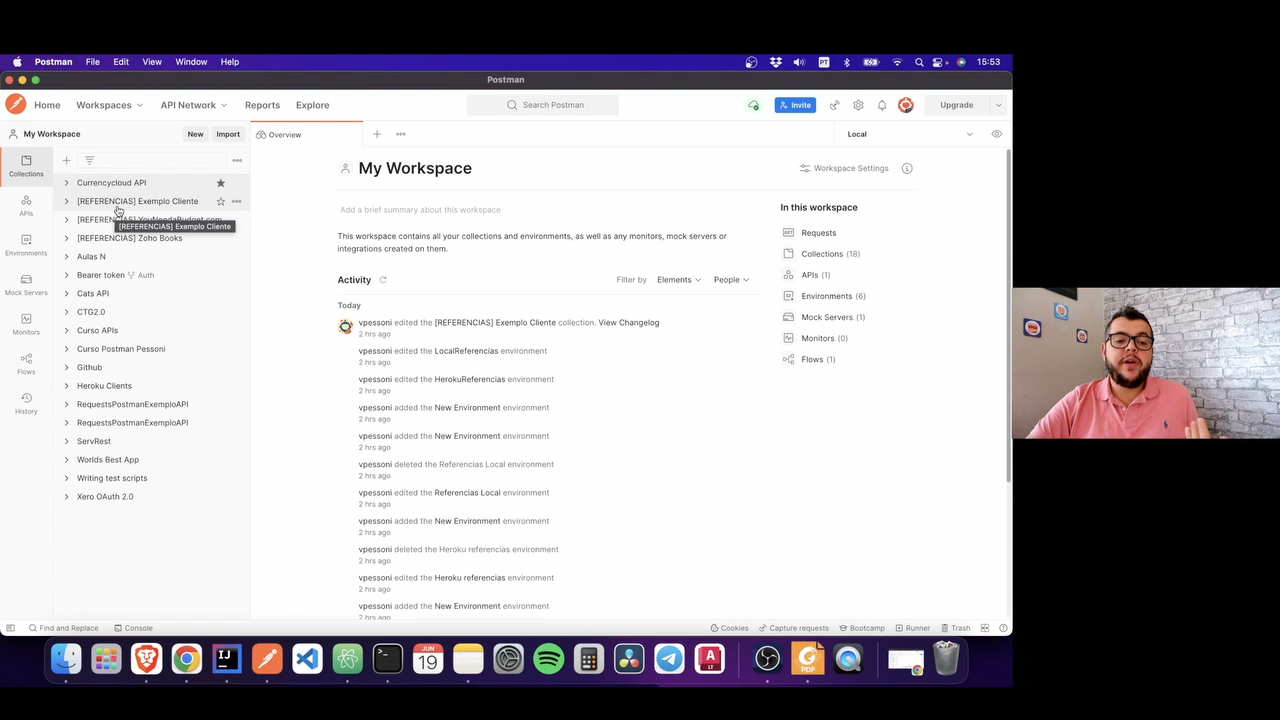 Postman File Edit View Window Help
PT
15:53
Postman
Home Workspaces API Network Reports Explore
Search Postman
Invite
Upgrade
My Workspace
New Import
Overview
Local
Collections
APIs
Environments
Mock Servers
Monitors
Flows
History
Currencycloud API
[REFERENCIAS] Exemplo Cliente
[REFERENCIAS] YouNeedaBudget.com
[REFERENCIAS] Exemplo Cliente
[REFERENCIAS] Zoho Books
Aulas N
Bearer token Auth
Cats API
CTG2.0
Curso APIs
Curso Postman Pessoni
Github
Heroku Clients
RequestsPostmanExemploAPI
RequestsPostmanExemploAPI
ServRest
Worlds Best App
Writing test scripts
Xero OAuth 2.0
My Workspace
Workspace Settings
Add a brief summary about this workspace
This workspace contains all your collections and environments, as well as any monitors, mock servers or
integrations created on them.
Activity
Filter by Elements People
Today
vpessoni edited the [REFERENCIAS] Exemplo Cliente collection. View Changelog
2 hrs ago
vpessoni edited the LocalReferencias environment
2 hrs ago
vpessoni edited the HerokuReferencias environment
2 hrs ago
vpessoni added the New Environment environment
2 hrs ago
vpessoni added the New Environment environment
2 hrs ago
vpessoni deleted the Referencias Local environment
2 hrs ago
vpessoni edited the Referencias Local environment
2 hrs ago
vpessoni added the New Environment environment
2 hrs ago
vpessoni deleted the Heroku referencias environment
2 hrs ago
vpessoni edited the Heroku referencias environment
2 hrs ago
vpessoni added the New Environment environment
2 hrs ago
In this workspace
GET Requests
Collections (18)
APIs (1)
Environments (6)
Mock Servers (1)
Monitors (0)
Flows (1)
Find and Replace Console
Cookies Capture requests Bootcamp Runner Trash
JUN
19
PDF